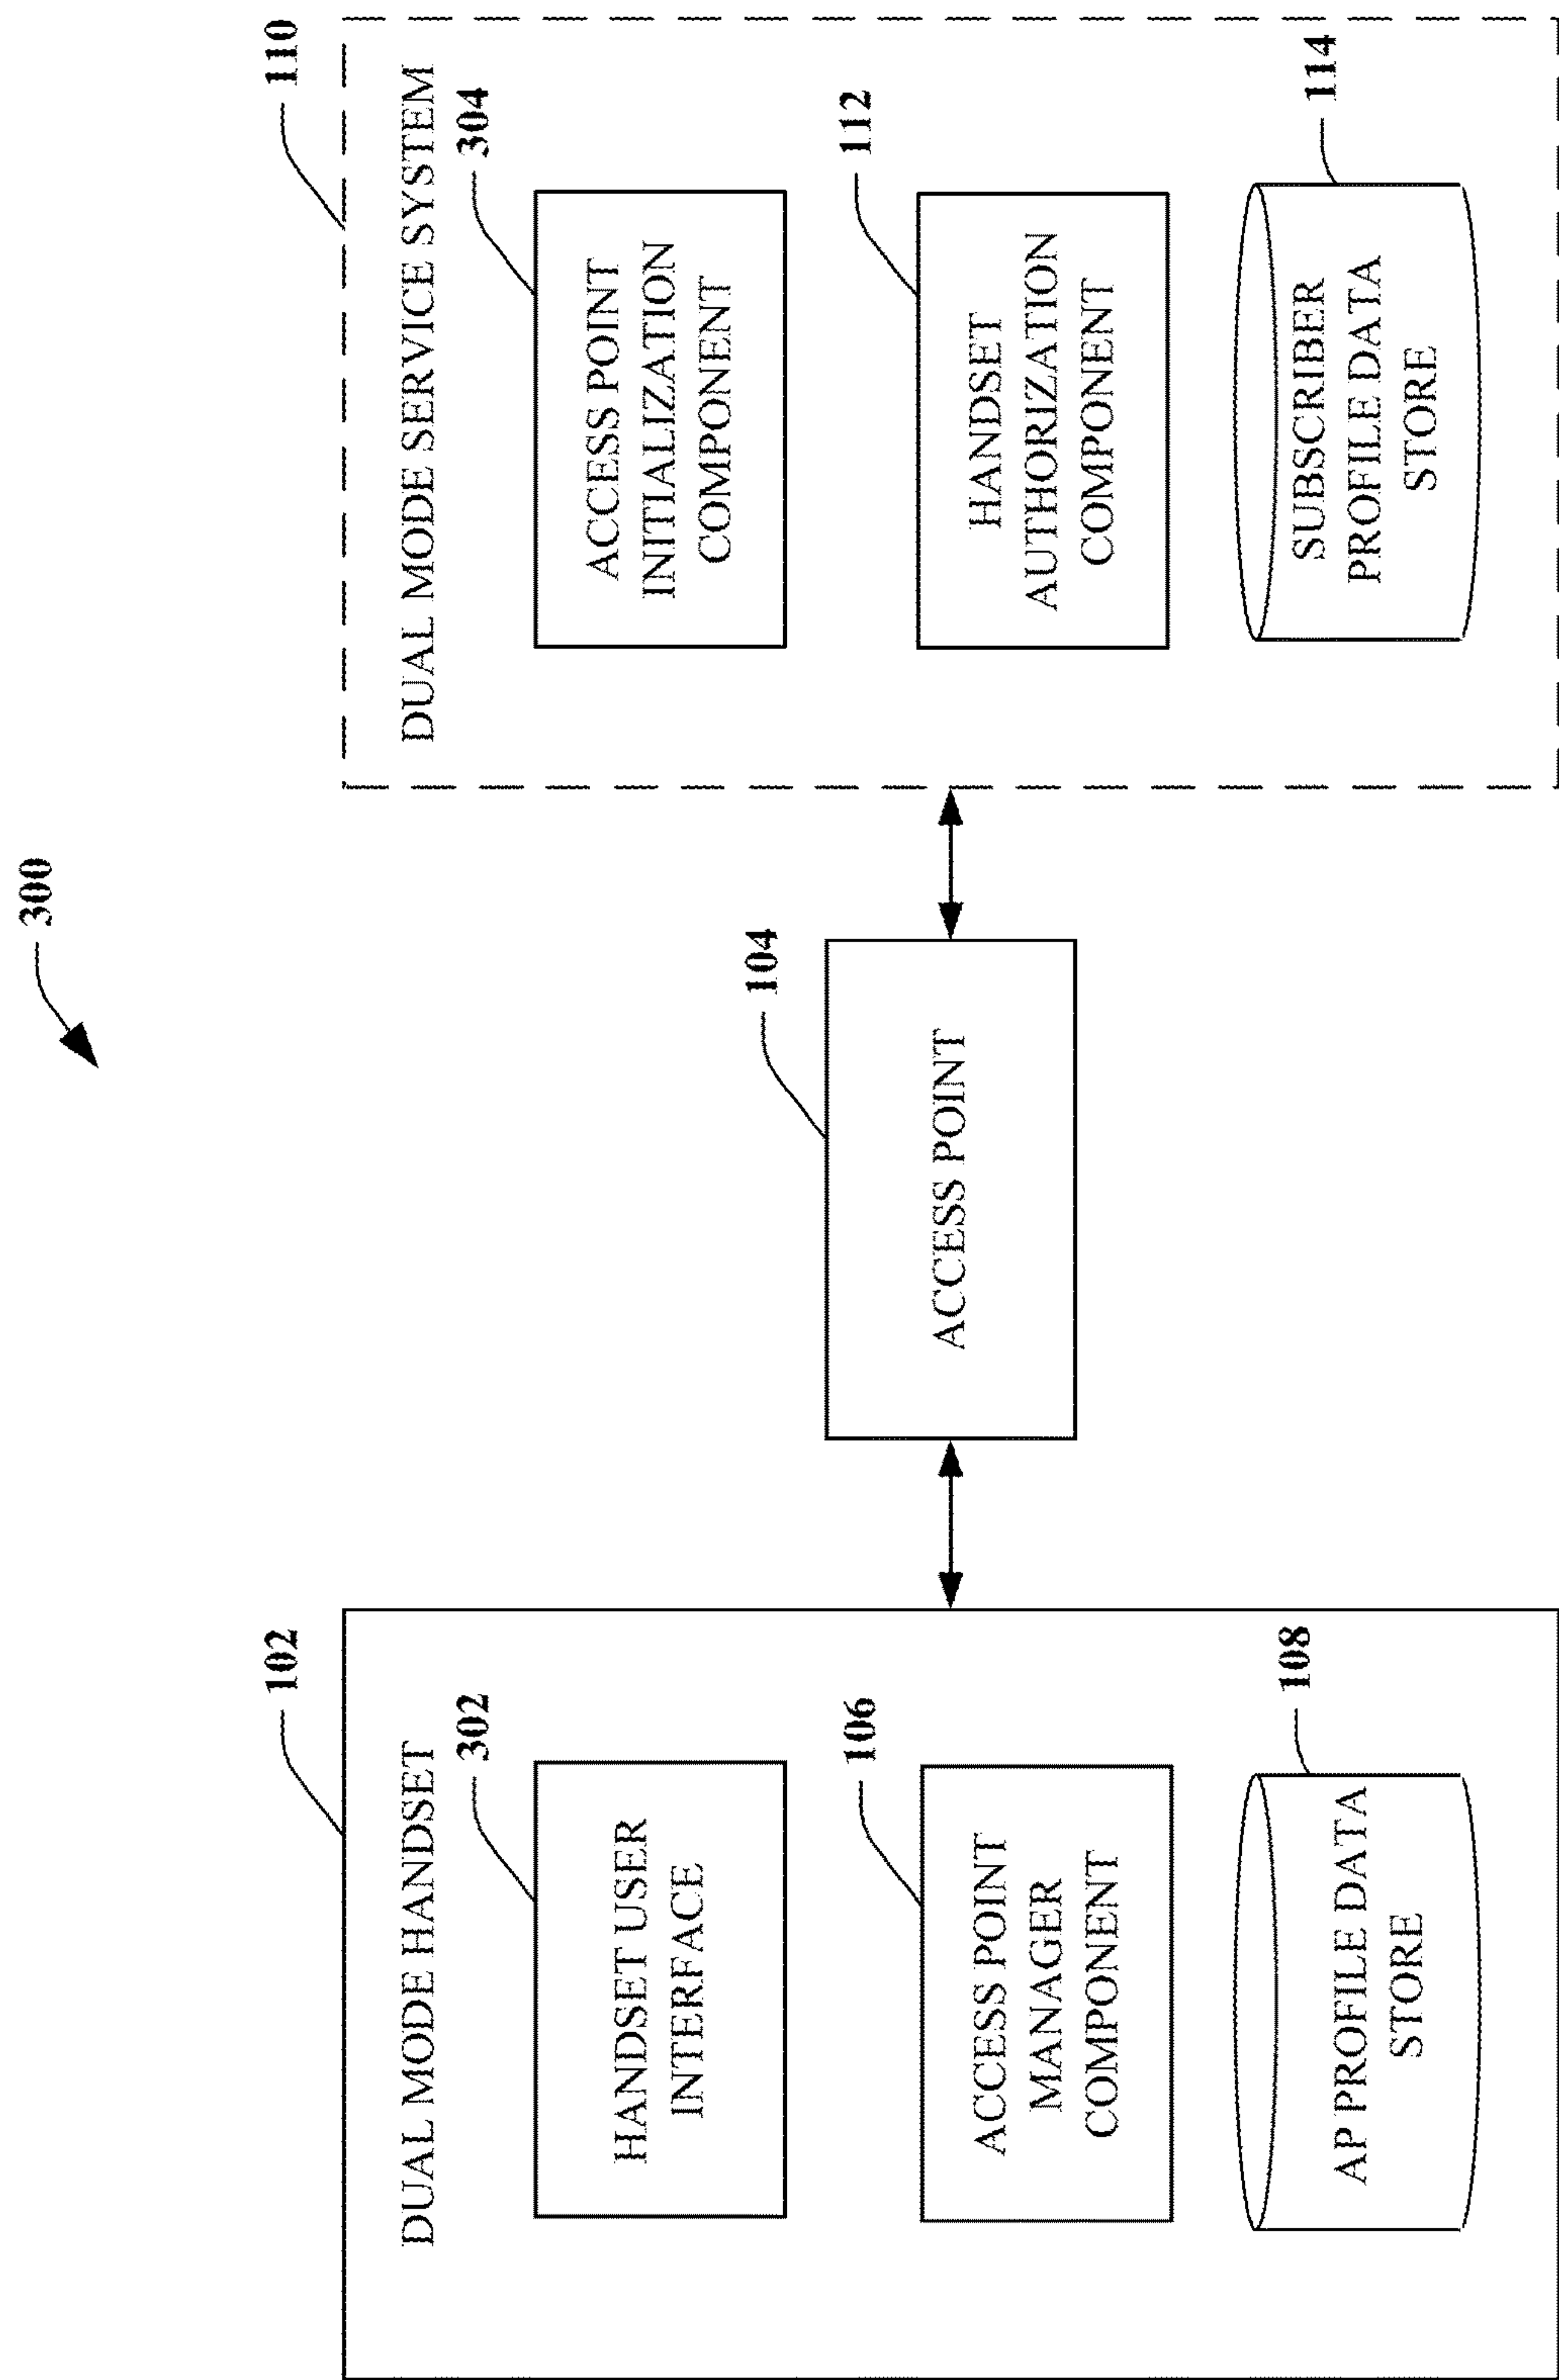 300
102
DUAL MODE HANDSET
302
HANDSET USER
INTERFACE
106
ACCESS POINT
MANAGER
COMPONENT
108
AP PROFILE DATA
STORE
104
ACCESS POINT
110
DUAL MODE SERVICE SYSTEM
304
ACCESS POINT
INITIALIZATION
COMPONENT
112
HANDSET
AUTHORIZATION
COMPONENT
114
SUBSCRIBER
PROFILE DATA
STORE